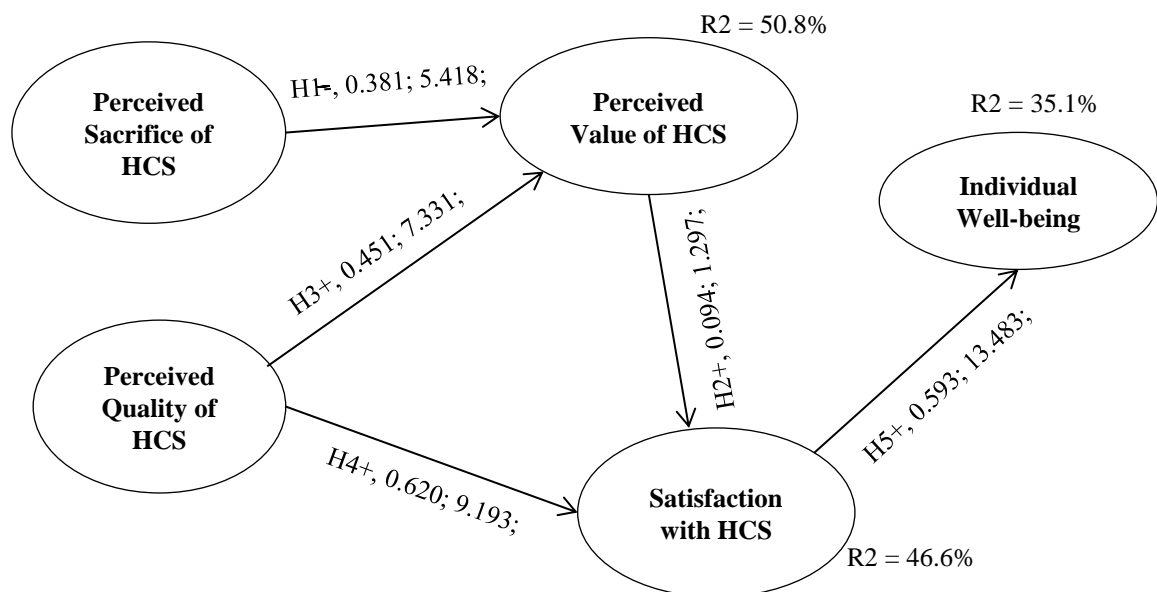 R2 = 50.8%
H1-, 0.381; 5.418;
Perceived
Sacrifice of
HCS
Perceived
Value of HCS
R2 = 35.1%
Individual
Well-being
H3+, 0.451; 7.331;
H2+, 0.094; 1.297;
Perceived
Quality of
HCS
H5+, 0.593; 13.483;
H4+, 0.620; 9.193;
Satisfaction
with HCS
R2 = 46.6%